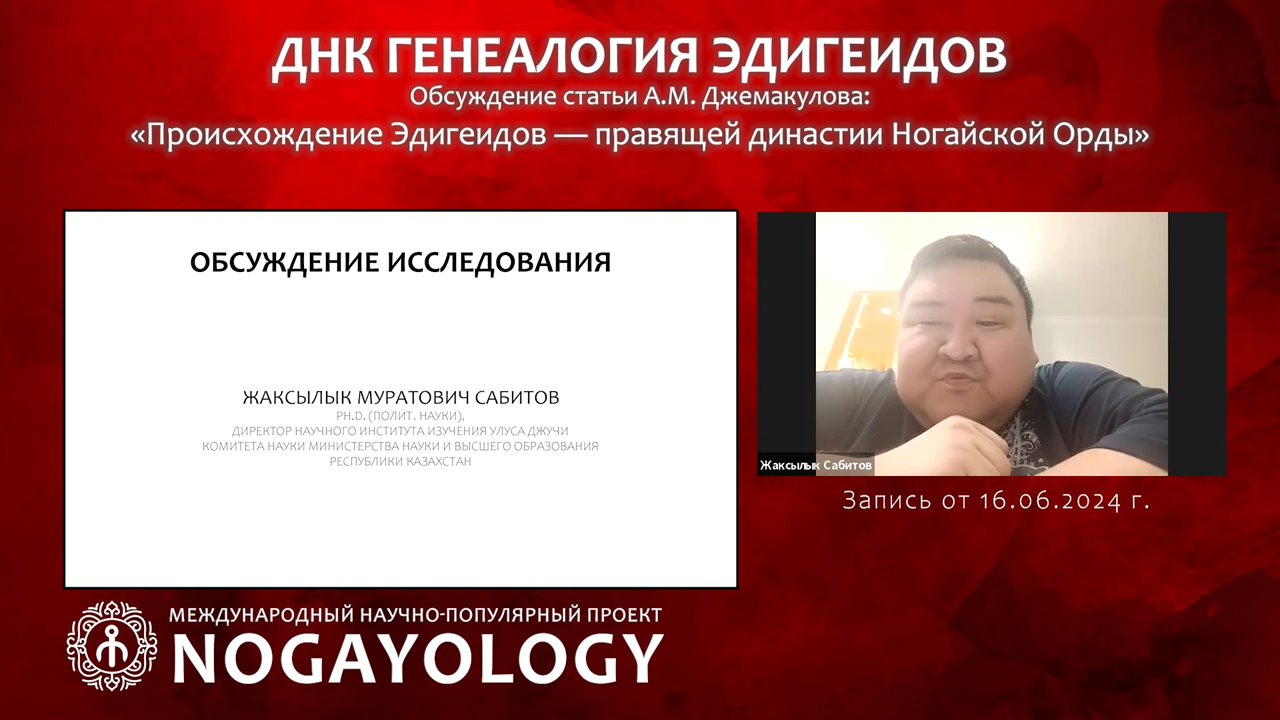 ДНК ГЕНЕАЛОГИЯ ЭДИГЕИДОВ
Обсуждение статьи А.М. Джемакулова:
«Происхождение Эдигеидов — правящей династии Ногайской Орды»
ОБСУЖДЕНИЕ ИССЛЕДОВАНИЯ
ЖАКСЫЛЫК МУРАТОВИЧ САБИТОВ
PH.D. (ПОЛИТ. НАУКИ),
ДИРЕКТОР НАУЧНОГО ИНСТИТУТА ИЗУЧЕНИЯ УЛУСА ДЖУЧИ
КОМИТЕТА НАУКИ МИНИСТЕРСТВА НАУКИ И ВЫСШЕГО ОБРАЗОВАНИЯ
РЕСПУБЛИКИ КАЗАХСТАН
Жаксылык Сабитов
Запись от 16.06.2024 г.
МЕЖДУНАРОДНЫЙ НАУЧНО-ПОПУЛЯРНЫЙ ПРОЕКТ
NOGAYOLOGY